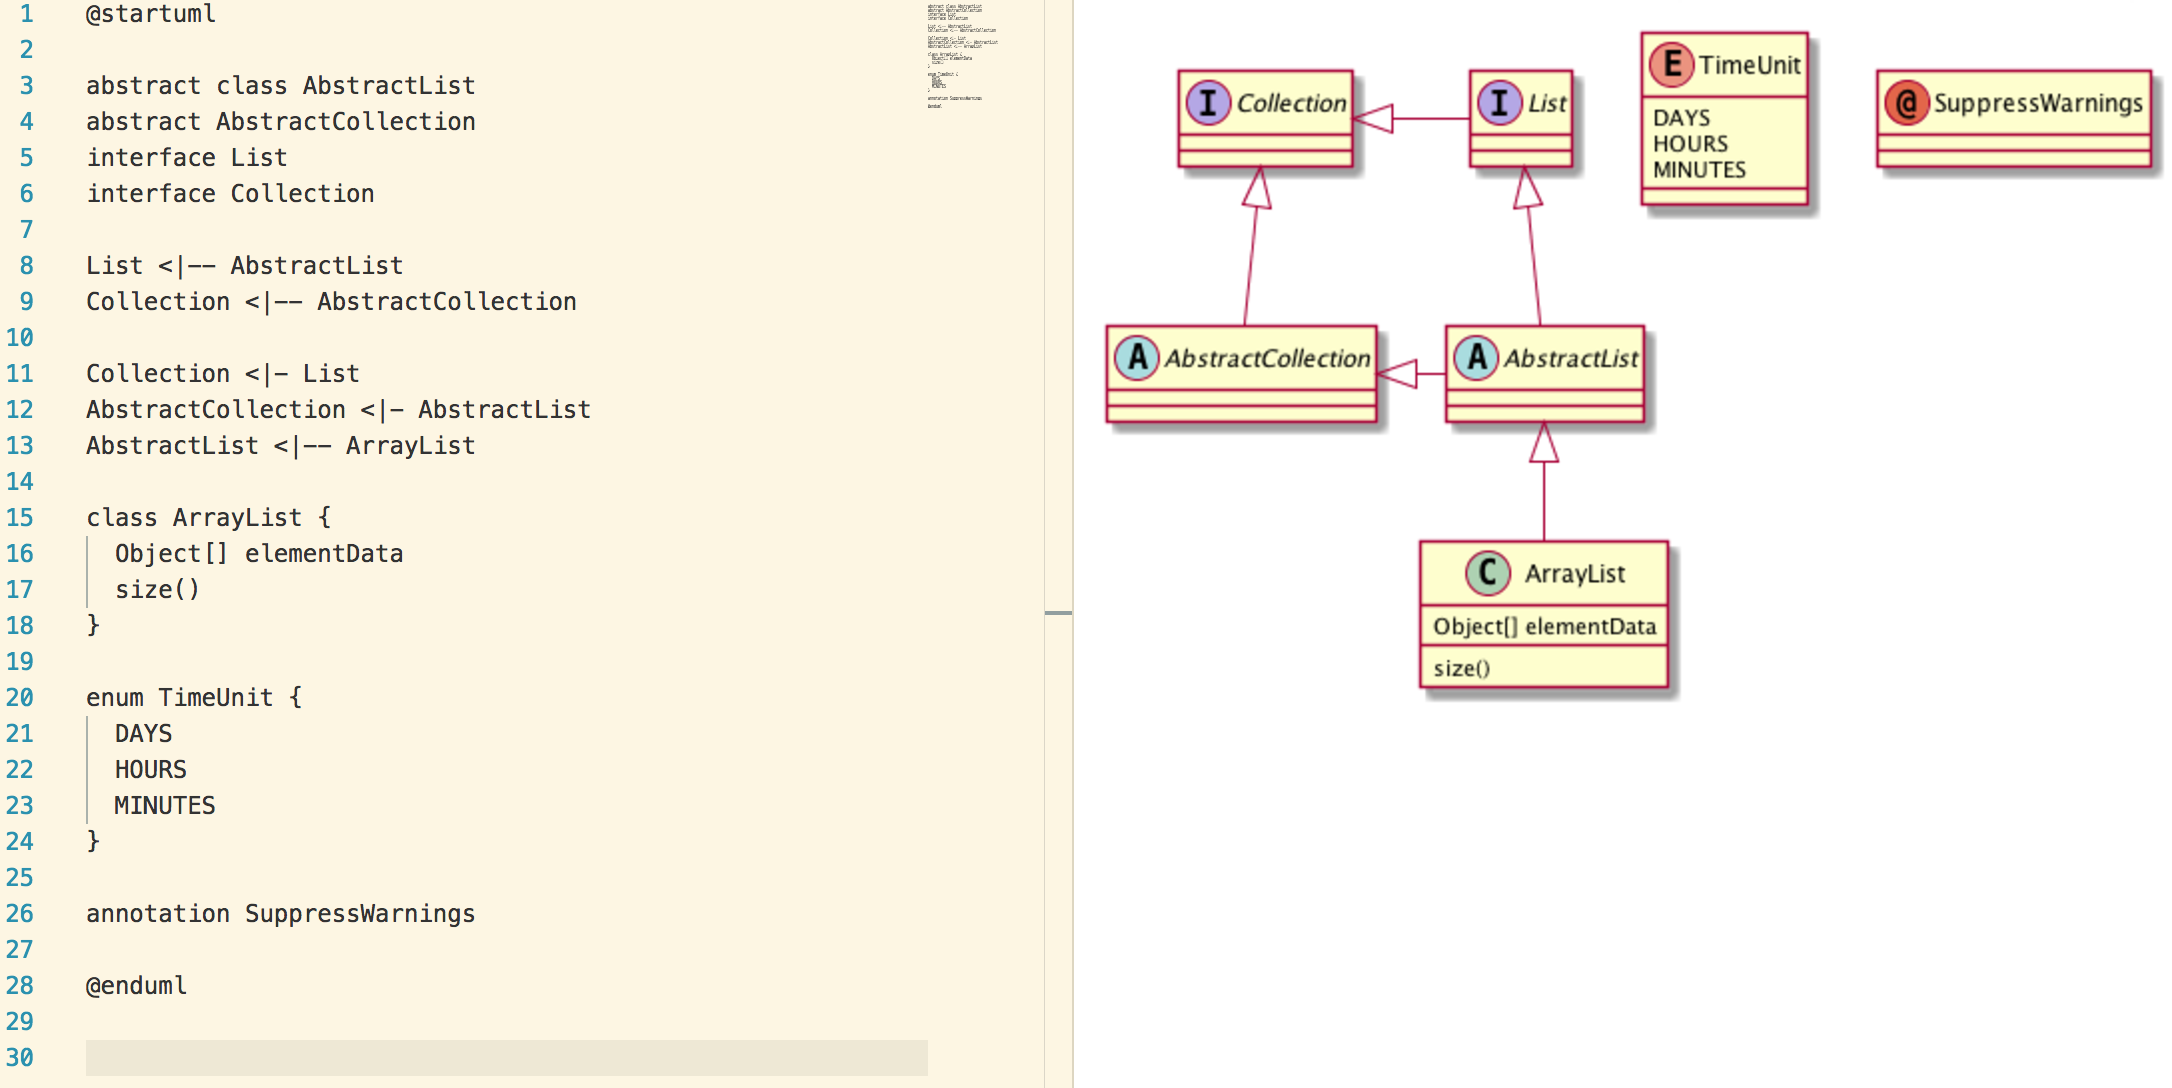 1 @startuml
2
3 abstract class AbstractList
4 abstract AbstractCollection
5 interface List
6 interface Collection
7
8 List <|-- AbstractList
9 Collection <|-- AbstractCollection
10
11 Collection <|- List
12 AbstractCollection <|- AbstractList
13 AbstractList <|-- ArrayList
14
15 class ArrayList {
16 Object[] elementData
17 size()
18 }
19
20 enum TimeUnit {
21 DAYS
22 HOURS
23 MINUTES
24 }
25
26 annotation SuppressWarnings
27
28 @enduml
29
30
I Collection
I List
E TimeUnit
DAYS
HOURS
MINUTES
@ SuppressWarnings
A AbstractCollection
A AbstractList
C ArrayList
Object[] elementData
size()